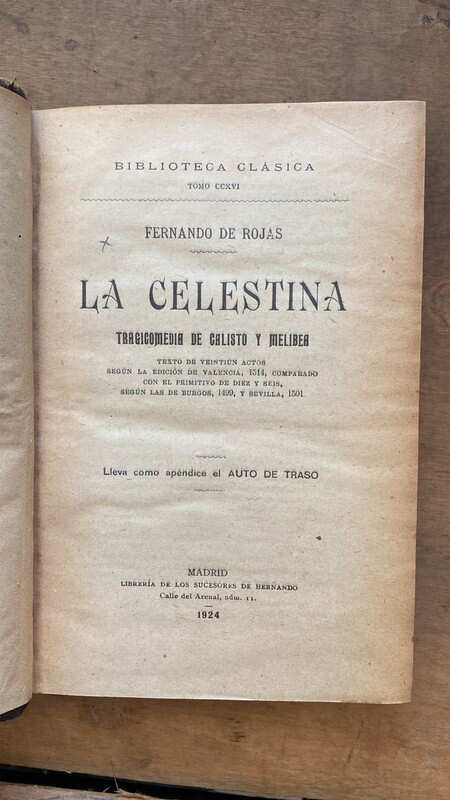 BIBLIOTECA CLÁSICA
TOMO CCXVI
FERNANDO DE ROJAS
LA CELESTINA
TRAGICOMEDIA DE CALISTO Y MELIBEA
TEXTO DE VEINTIÚN ACTOS
SEGÚN LA EDICIÓN DE VALENCIA, 1514, COMPARADO
CON EL PRIMITIVO DE DIEZ Y SEIS,
SEGÚN LAS DE BURGOS, 1499, Y SEVILLA, 1501.
Lleva como apéndice el AUTO DE TRASO
MADRID
LIBRERÍA DE LOS SUCESORES DE HERNANDO
Calle del Arenal, núm. 11.
1924